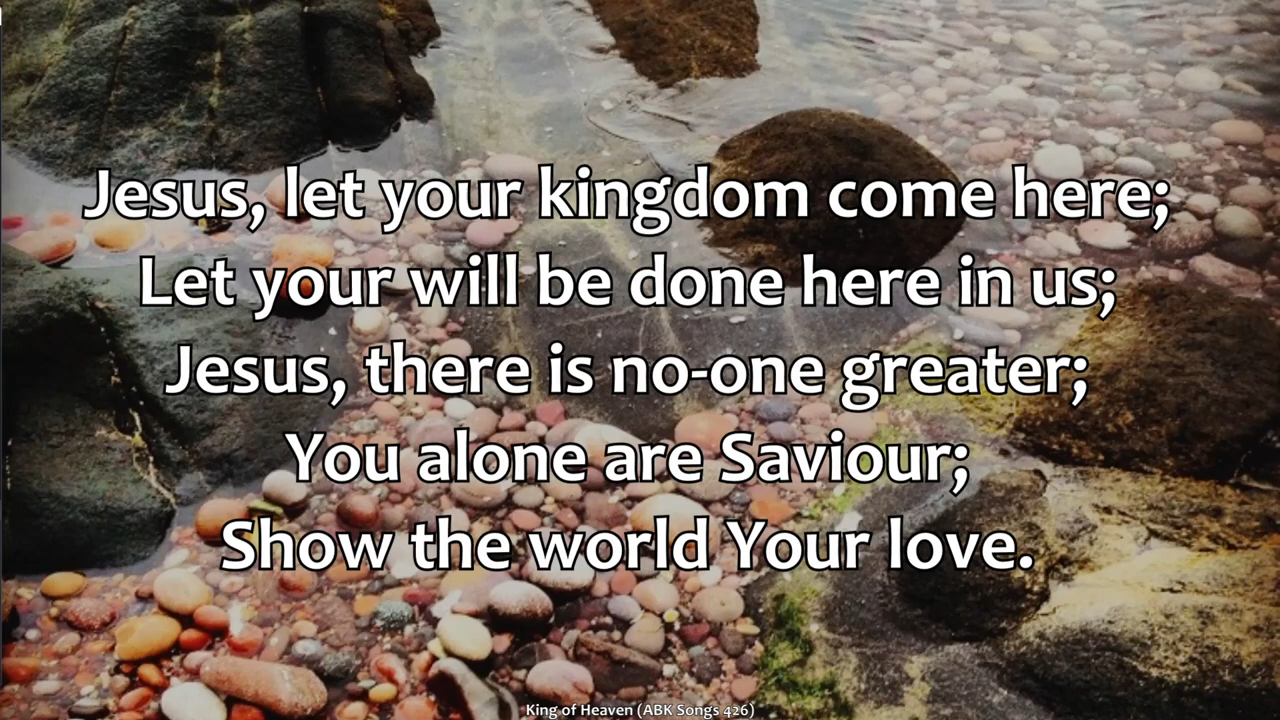 Jesus, let your kingdom come here;
Let your will be done here in us;
Jesus, there is no-one greater;
You alone are Saviour;
Show the world Your love.
King of Heaven (ABK Songs 426)